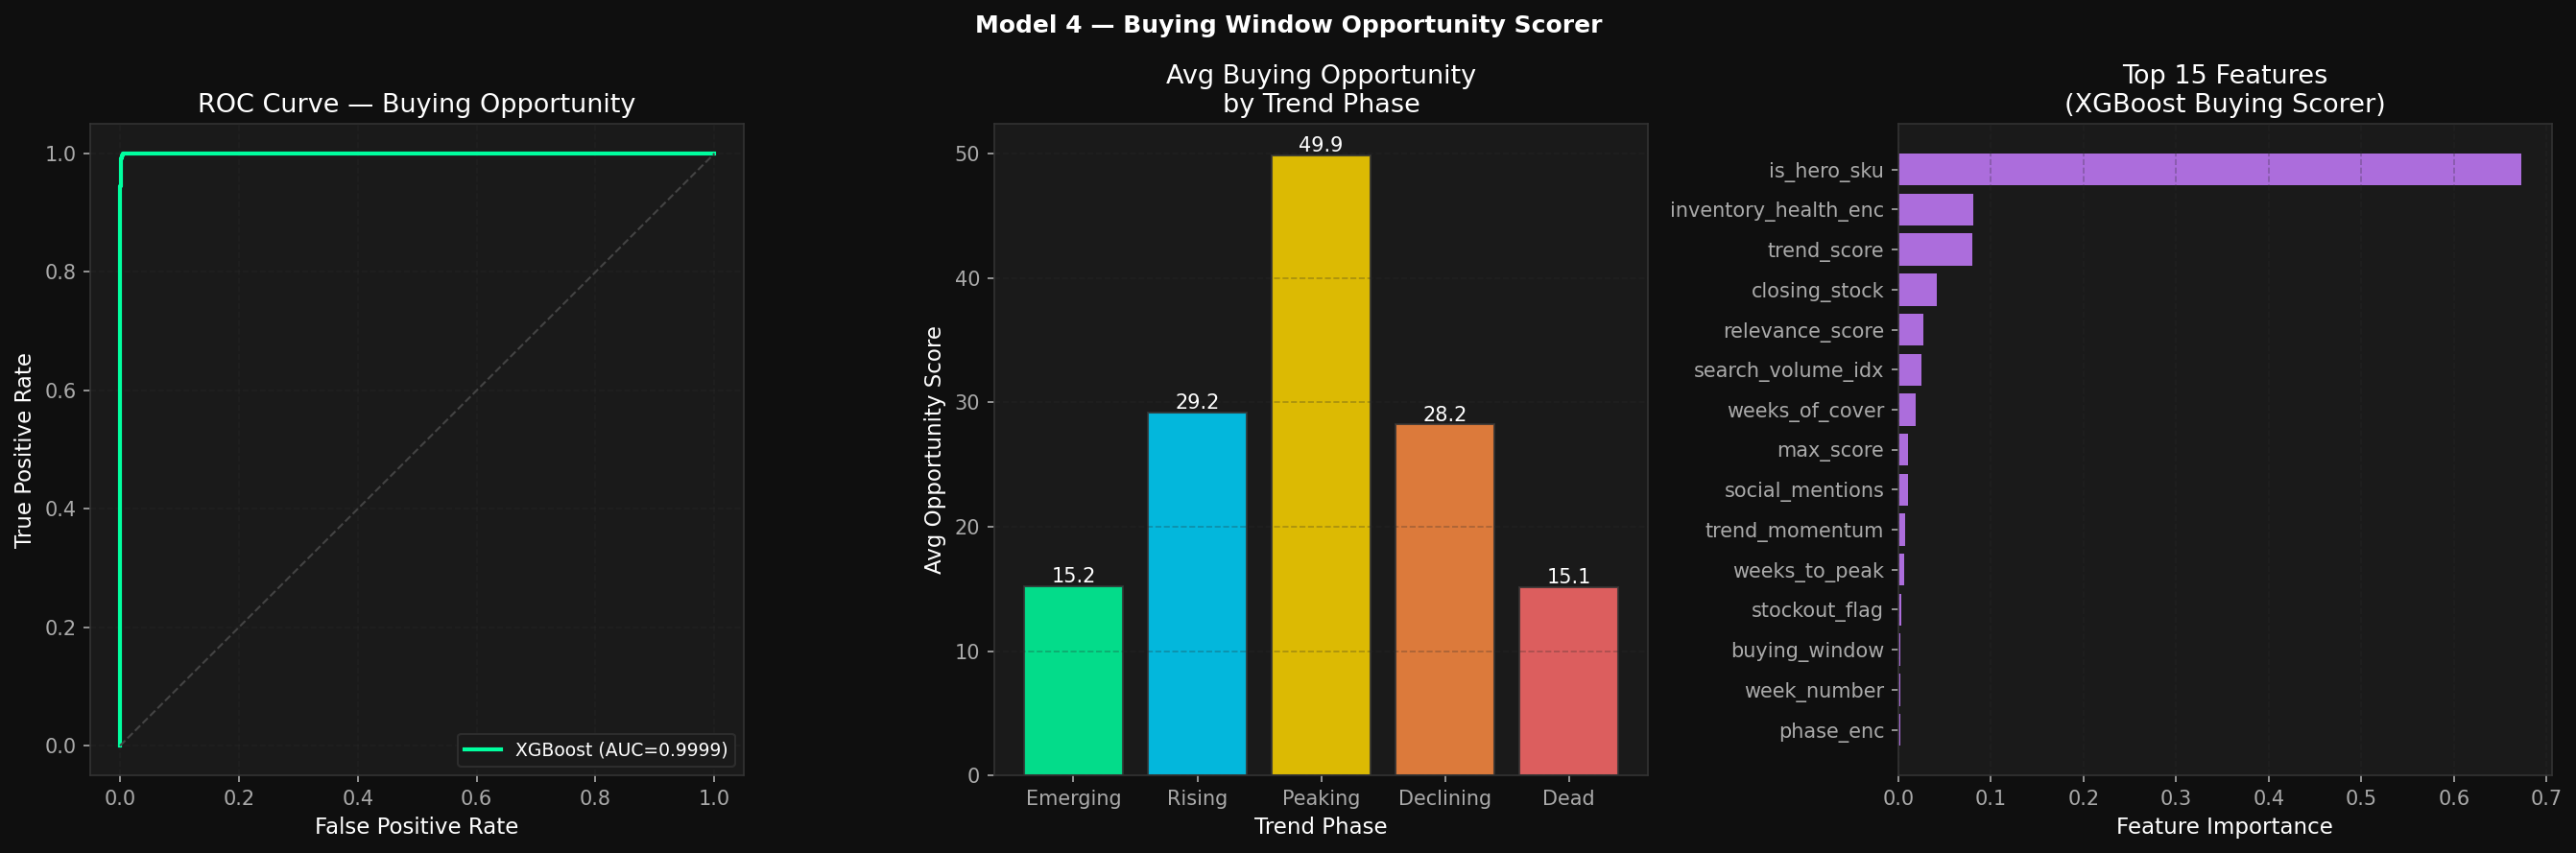 Model 4 — Buying Window Opportunity Scorer
ROC Curve — Buying Opportunity
True Positive Rate
1.0
0.8
0.6
0.4
0.2
0.0
XGBoost (AUC=0.9999)
0.0 0.2 0.4 0.6 0.8 1.0
False Positive Rate
Avg Buying Opportunity
by Trend Phase
Avg Opportunity Score
50
40
30
20
10
0
15.2
29.2
49.9
28.2
15.1
Emerging Rising Peaking Declining Dead
Trend Phase
Top 15 Features
(XGBoost Buying Scorer)
is_hero_sku
inventory_health_enc
trend_score
closing_stock
relevance_score
search_volume_idx
weeks_of_cover
max_score
social_mentions
trend_momentum
weeks_to_peak
stockout_flag
buying_window
week_number
phase_enc
0.0 0.1 0.2 0.3 0.4 0.5 0.6 0.7
Feature Importance